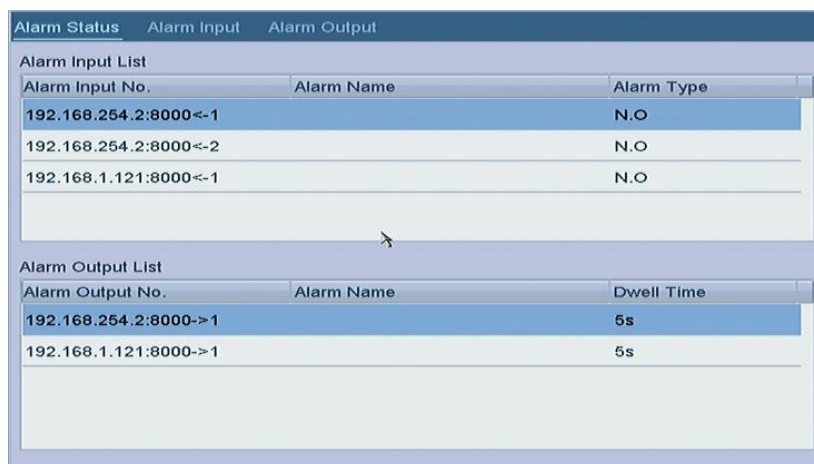 Alarm Status Alarm Input Alarm Output
Alarm Input List
Alarm Input No. Alarm Name Alarm Type
192.168.254.2:8000<-1 N.O
192.168.254.2:8000<-2 N.O
192.168.1.121:8000<-1 N.O
Alarm Output List
Alarm Output No. Alarm Name Dwell Time
192.168.254.2:8000->1 5s
192.168.1.121:8000->1 5s